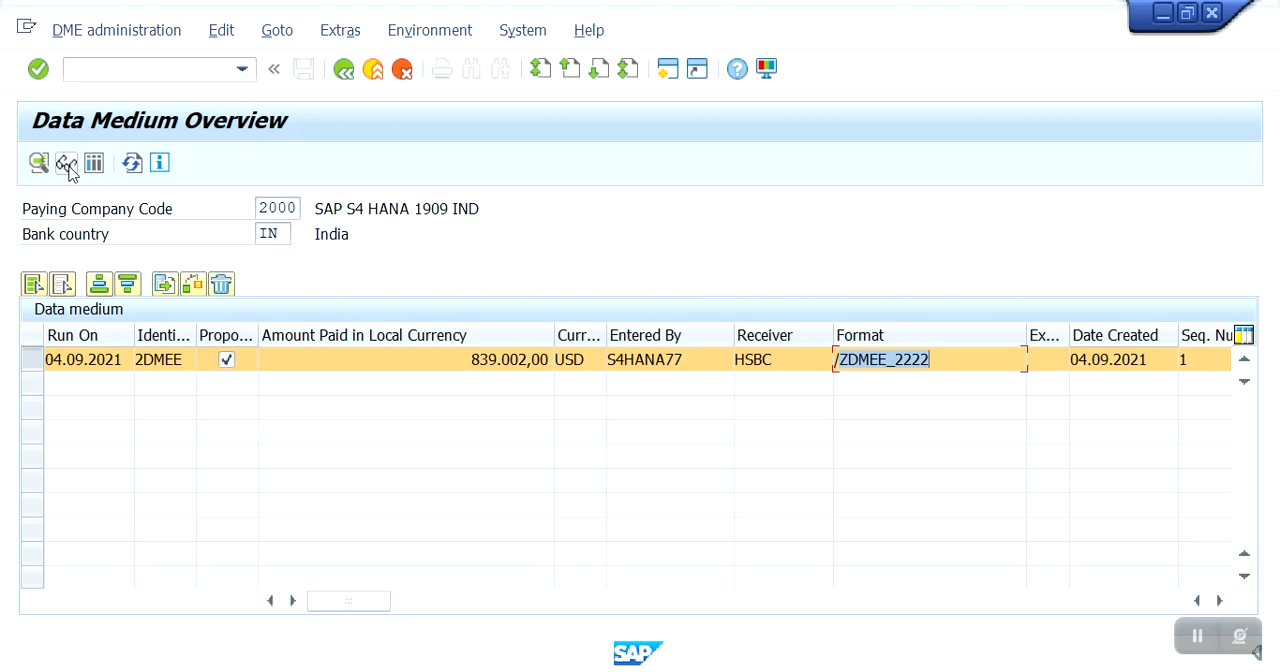 DME administration Edit Goto Extras Environment System Help
Data Medium Overview
Paying Company Code 2000 SAP S4 HANA 1909 IND
Bank country IN India
Data medium
Run On Identi... Propo... Amount Paid in Local Currency Curr... Entered By Receiver Format Ex... Date Created Seq. Nu
04.09.2021 2DMEE 839.002,00 USD S4HANA77 HSBC /ZDMEE_2222 04.09.2021 1
SAP